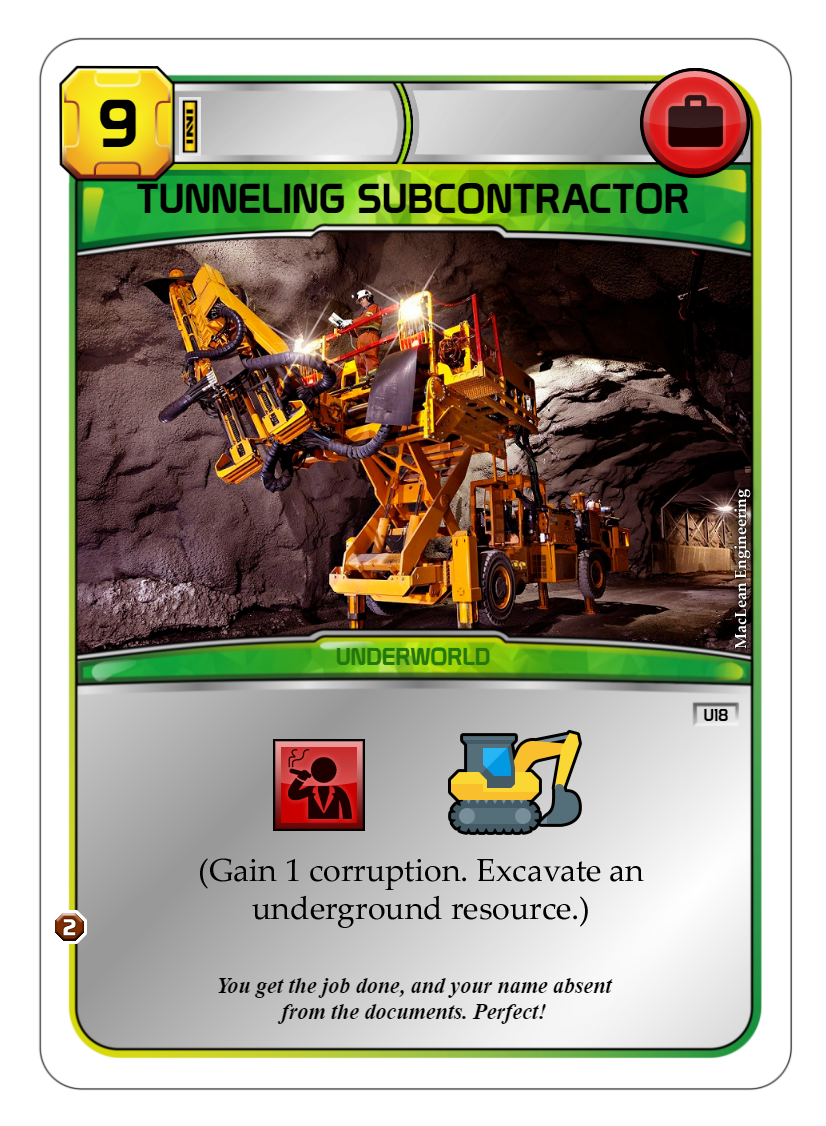 9
TUNNELING SUBCONTRACTOR
MacLean Engineering
UNDERWORLD
U18
(Gain 1 corruption. Excavate an
underground resource.)
2
You get the job done, and your name absent
from the documents. Perfect!